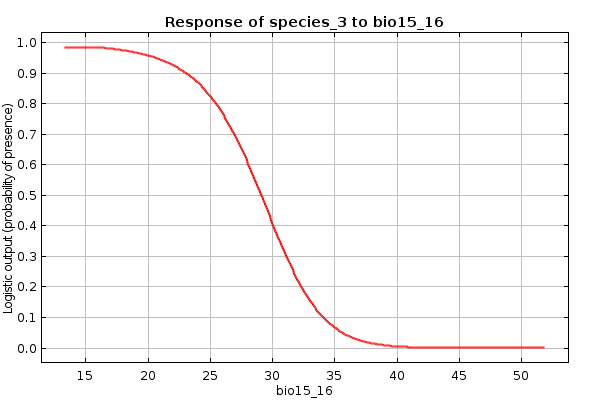 Response of species_3 to bio15_16
Logistic output (probability of presence)
1.0
0.9
0.8
0.7
0.6
0.5
0.4
0.3
0.2
0.1
0.0
15 20 25 30 35 40 45 50
bio15_16